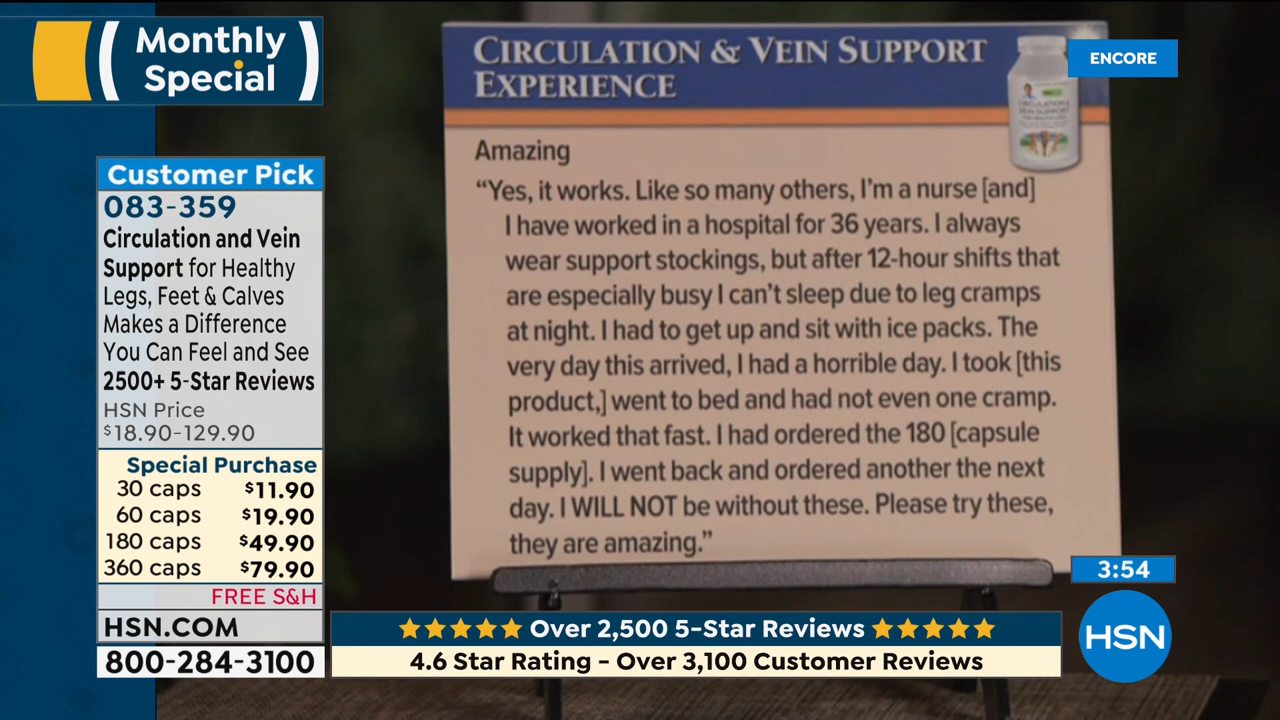 Monthly
Special
ENCORE
CIRCULATION & VEIN SUPPORT
EXPERIENCE
CIRCULATION &
VEIN SUPPORT
Amazing
“Yes, it works. Like so many others, I’m a nurse [and]
I have worked in a hospital for 36 years. I always
wear support stockings, but after 12-hour shifts that
are especially busy I can’t sleep due to leg cramps
at night. I had to get up and sit with ice packs. The
very day this arrived, I had a horrible day. I took [this
product,] went to bed and had not even one cramp.
It worked that fast. I had ordered the 180 [capsule
supply]. I went back and ordered another the next
day. I WILL NOT be without these. Please try these,
they are amazing.”
Customer Pick
083-359
Circulation and Vein
Support for Healthy
Legs, Feet & Calves
Makes a Difference
You Can Feel and See
2500+ 5-Star Reviews
HSN Price
$18.90-129.90
Special Purchase
30 caps $11.90
60 caps $19.90
180 caps $49.90
360 caps $79.90
FREE S&H
HSN.COM
800-284-3100
Over 2,500 5-Star Reviews
4.6 Star Rating – Over 3,100 Customer Reviews
3:54
HSN